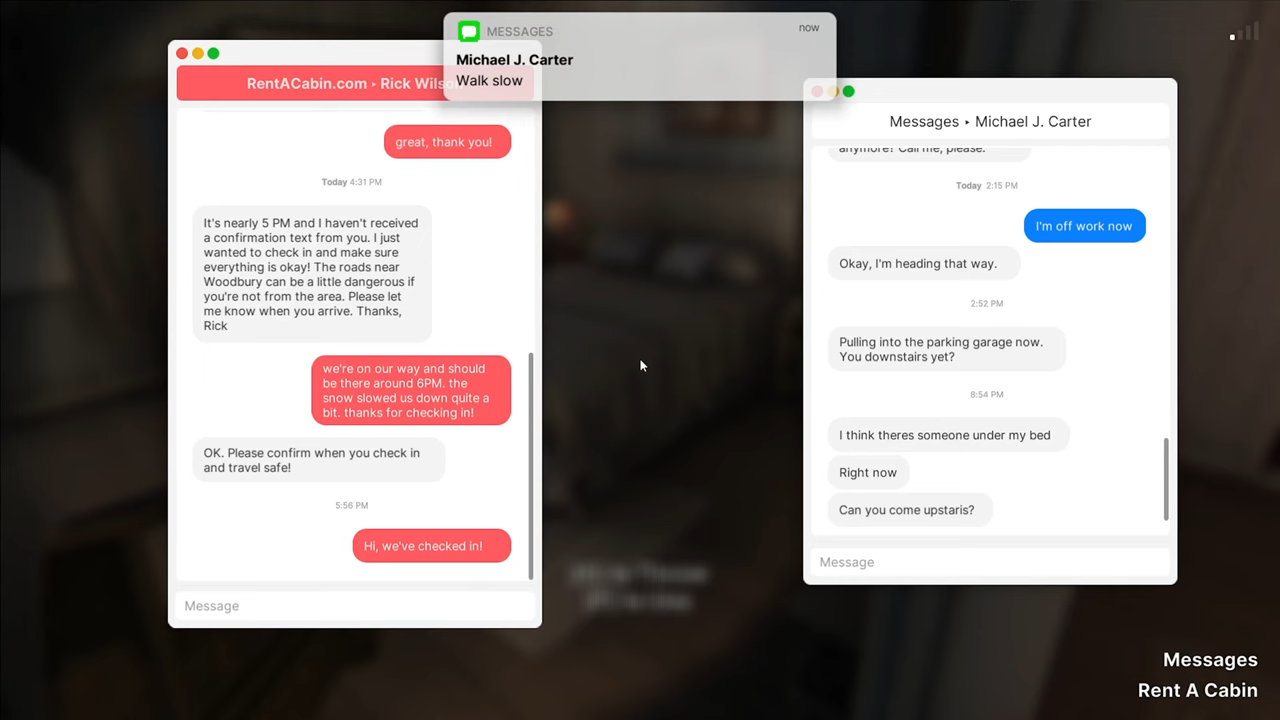 MESSAGES
now
Michael J. Carter
Walk slow
RentACabin.com ▸ Rick Wils
great, thank you!
Today 4:31 PM
It's nearly 5 PM and I haven't received
a confirmation text from you. I just
wanted to check in and make sure
everything is okay! The roads near
Woodbury can be a little dangerous if
you're not from the area. Please let
me know when you arrive. Thanks,
Rick
we're on our way and should
be there around 6PM. the
snow slowed us down quite a
bit. thanks for checking in!
OK. Please confirm when you check in
and travel safe!
5:56 PM
Hi, we've checked in!
Message
Messages ▸ Michael J. Carter
anymore? Call me, please.
Today 2:15 PM
I'm off work now
Okay, I'm heading that way.
2:52 PM
Pulling into the parking garage now.
You downstairs yet?
8:54 PM
I think theres someone under my bed
Right now
Can you come upstaris?
Message
Messages
Rent A Cabin